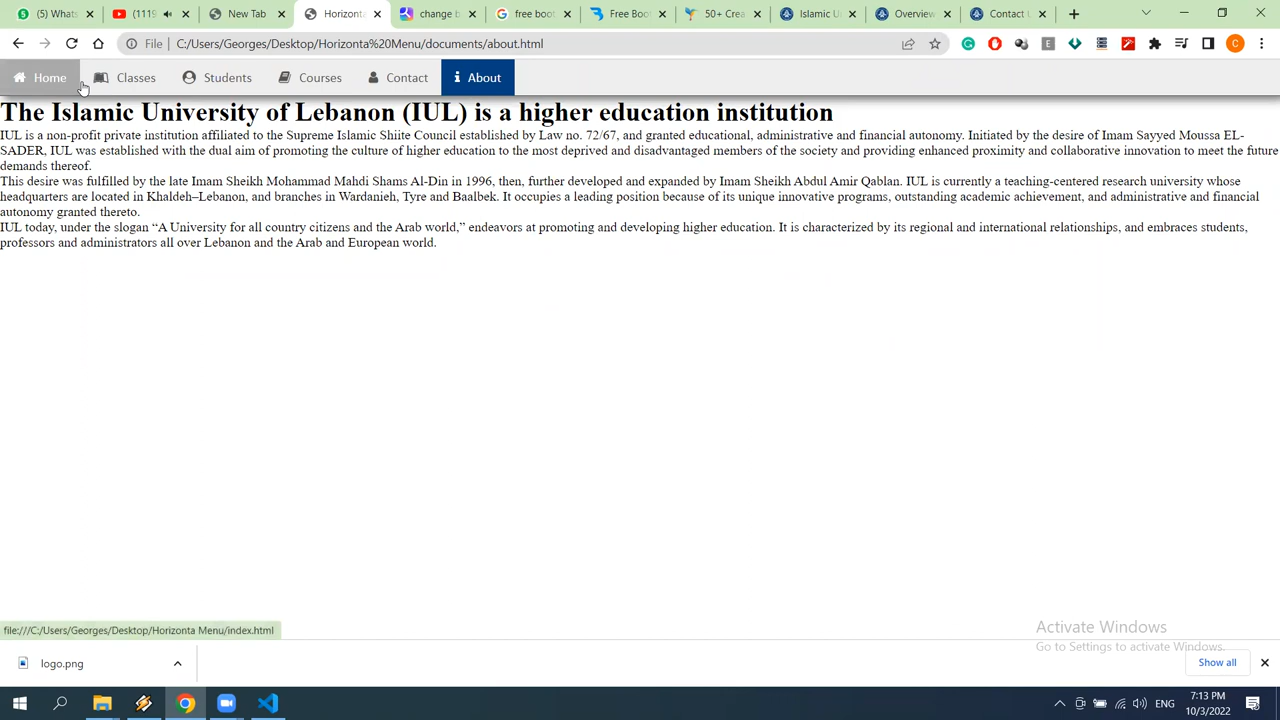 Whats
(1119
New Tab
Horizonta
change b
free boot
Free Boot
50+ Crea
Islamic U
Overview
Contact U
File | C:/Users/Georges/Desktop/Horizonta%20Menu/documents/about.html
Home Classes Students Courses Contact About
The Islamic University of Lebanon (IUL) is a higher education institution
IUL is a non-profit private institution affiliated to the Supreme Islamic Shiite Council established by Law no. 72/67, and granted educational, administrative and financial autonomy. Initiated by the desire of Imam Sayyed Moussa EL-
SADER, IUL was established with the dual aim of promoting the culture of higher education to the most deprived and disadvantaged members of the society and providing enhanced proximity and collaborative innovation to meet the future
demands thereof.
This desire was fulfilled by the late Imam Sheikh Mohammad Mahdi Shams Al-Din in 1996, then, further developed and expanded by Imam Sheikh Abdul Amir Qablan. IUL is currently a teaching-centered research university whose
headquarters are located in Khaldeh–Lebanon, and branches in Wardanieh, Tyre and Baalbek. It occupies a leading position because of its unique innovative programs, outstanding academic achievement, and administrative and financial
autonomy granted thereto.
IUL today, under the slogan “A University for all country citizens and the Arab world,” endeavors at promoting and developing higher education. It is characterized by its regional and international relationships, and embraces students,
professors and administrators all over Lebanon and the Arab and European world.
file:///C:/Users/Georges/Desktop/Horizonta Menu/index.html
Activate Windows
Go to Settings to activate Windows.
logo.png
Show all
ENG
7:13 PM
10/3/2022